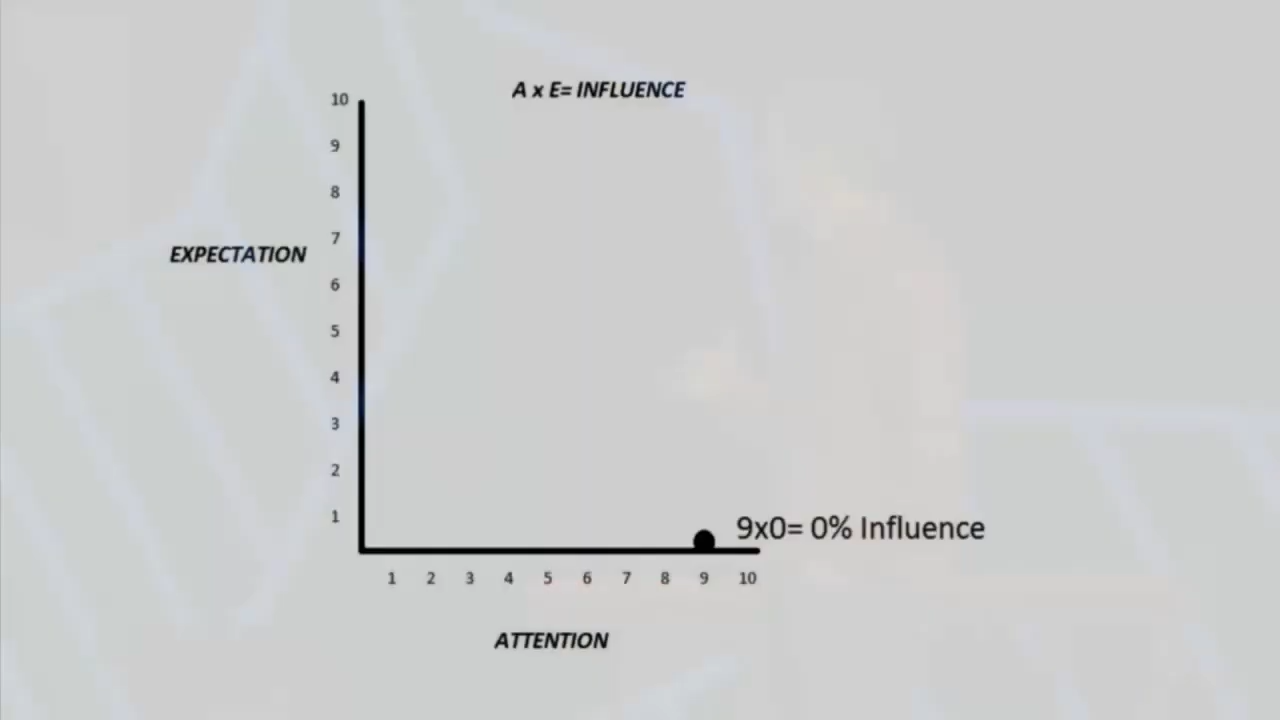 A x E= INFLUENCE
10
9
8
7
EXPECTATION
6
5
4
3
2
1
9x0= 0% Influence
1 2 3 4 5 6 7 8 9 10
ATTENTION